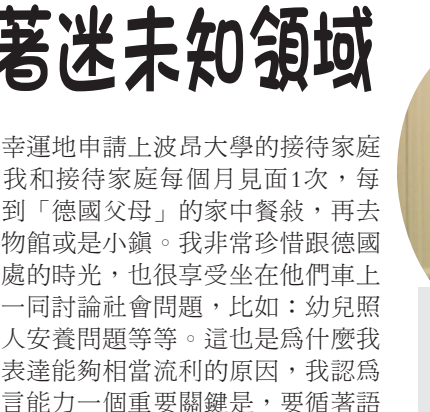 著迷未知領域
幸運地申請上波昂大學的接待家庭
我和接待家庭每個月見面1次，每
到「德國父母」的家中餐敍，再去
物館或是小鎮。我非常珍惜跟德國
處的時光，也很享受坐在他們車上
一同討論社會問題，比如：幼兒照
人安養問題等等。這也是爲什麼我
表達能夠相當流利的原因，我認爲
言能力一個重要關鍵是，要循著語